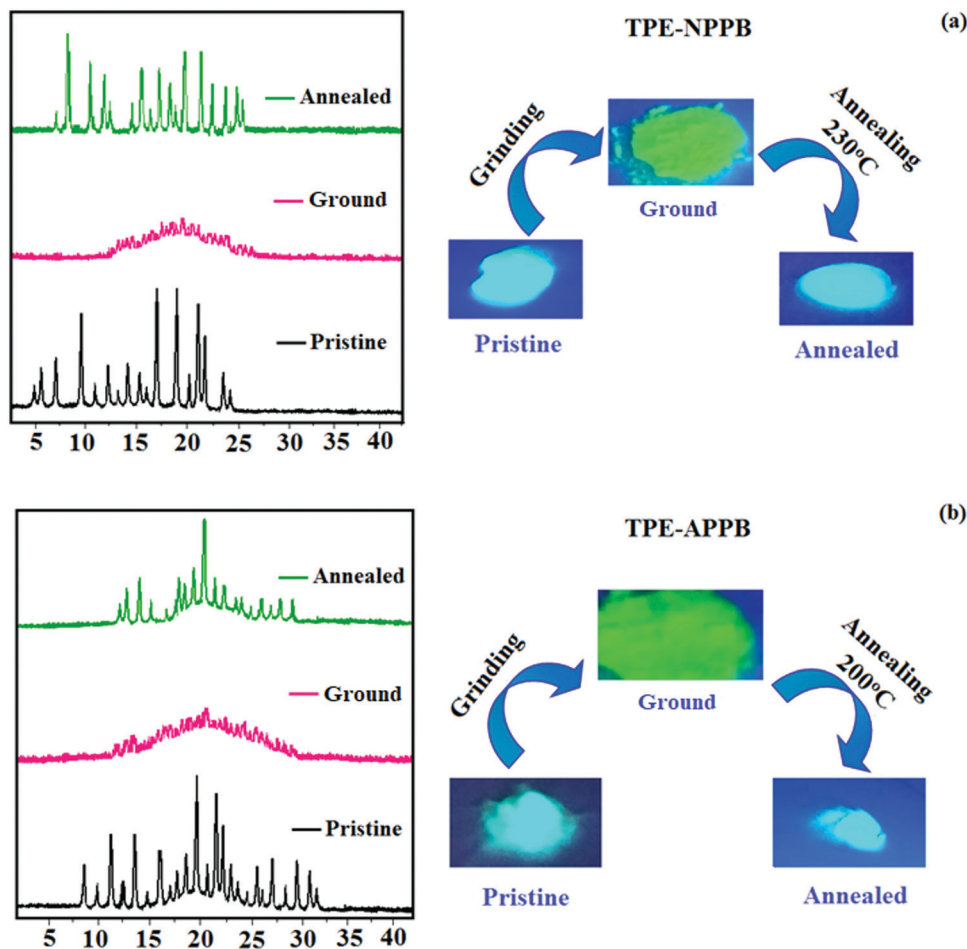 TPE-NPPB
(a)
Annealed
Ground
Pristine
5 10 15 20 25 30 35 40
Grinding
Annealing
230°C
Ground
Pristine
Annealed
TPE-APPB
(b)
Annealed
Ground
Pristine
5 10 15 20 25 30 35 40
Grinding
Annealing
200°C
Ground
Pristine
Annealed